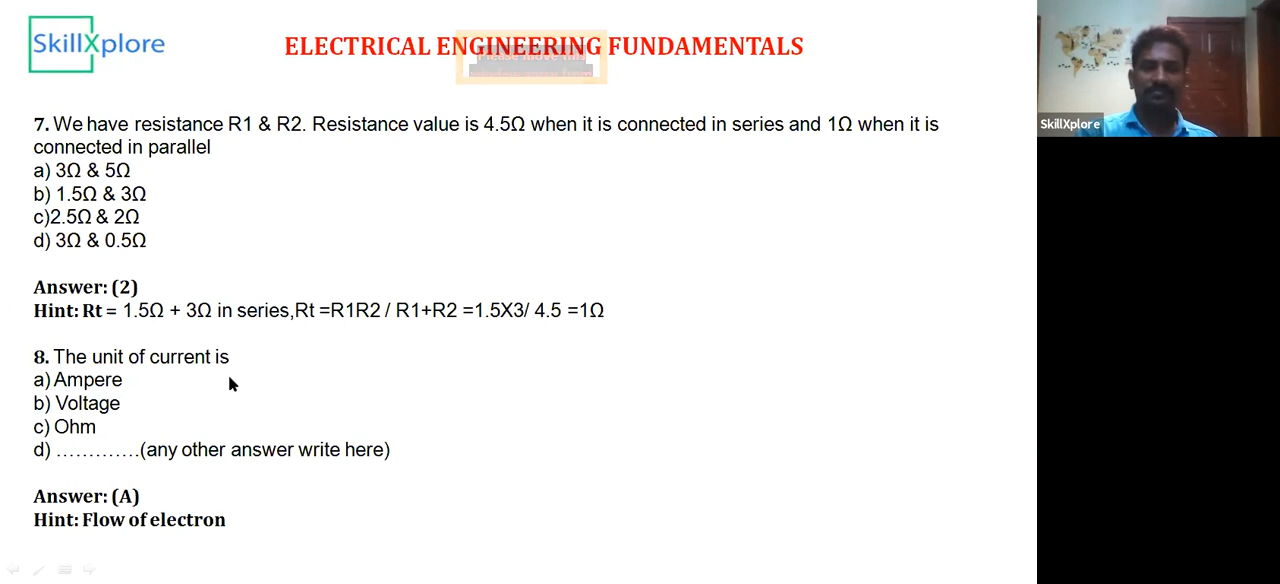 SkillXplore
ELECTRICAL ENGINEERING FUNDAMENTALS
Please move this
SkillXplore
7. We have resistance R1 & R2. Resistance value is 4.5Ω when it is connected in series and 1Ω when it is
connected in parallel
a) 3Ω & 5Ω
b) 1.5Ω & 3Ω
c)2.5Ω & 2Ω
d) 3Ω & 0.5Ω
Answer: (2)
Hint: Rt = 1.5Ω + 3Ω in series,Rt =R1R2 / R1+R2 =1.5X3/ 4.5 =1Ω
8. The unit of current is
a) Ampere
b) Voltage
c) Ohm
d) ………….(any other answer write here)
Answer: (A)
Hint: Flow of electron